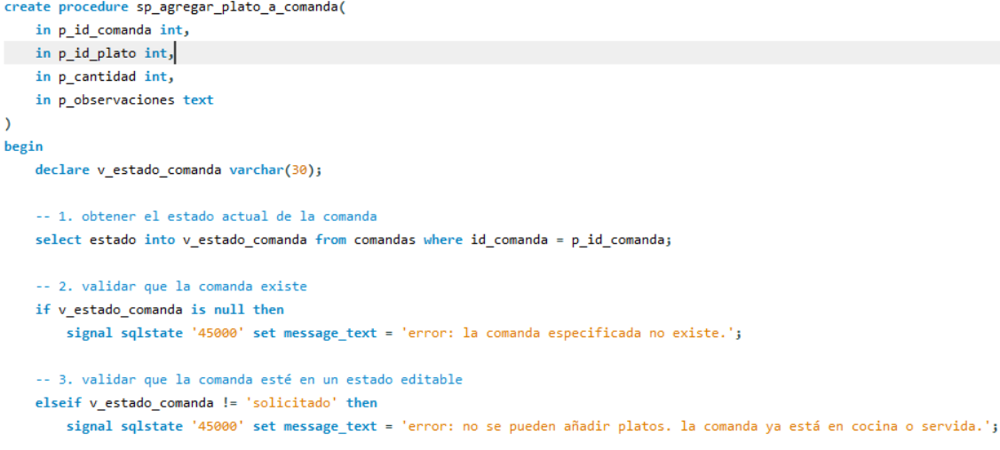 create procedure sp_agregar_plato_a_comanda(
    in p_id_comanda int,
    in p_id_plato int,
    in p_cantidad int,
    in p_observaciones text
)
begin
    declare v_estado_comanda varchar(30);
    -- 1. obtener el estado actual de la comanda
    select estado into v_estado_comanda from comandas where id_comanda = p_id_comanda;
    -- 2. validar que la comanda existe
    if v_estado_comanda is null then
        signal sqlstate '45000' set message_text = 'error: la comanda especificada no existe.';
    -- 3. validar que la comanda esté en un estado editable
    elseif v_estado_comanda != 'solicitado' then
        signal sqlstate '45000' set message_text = 'error: no se pueden añadir platos. la comanda ya está en cocina o servida.';